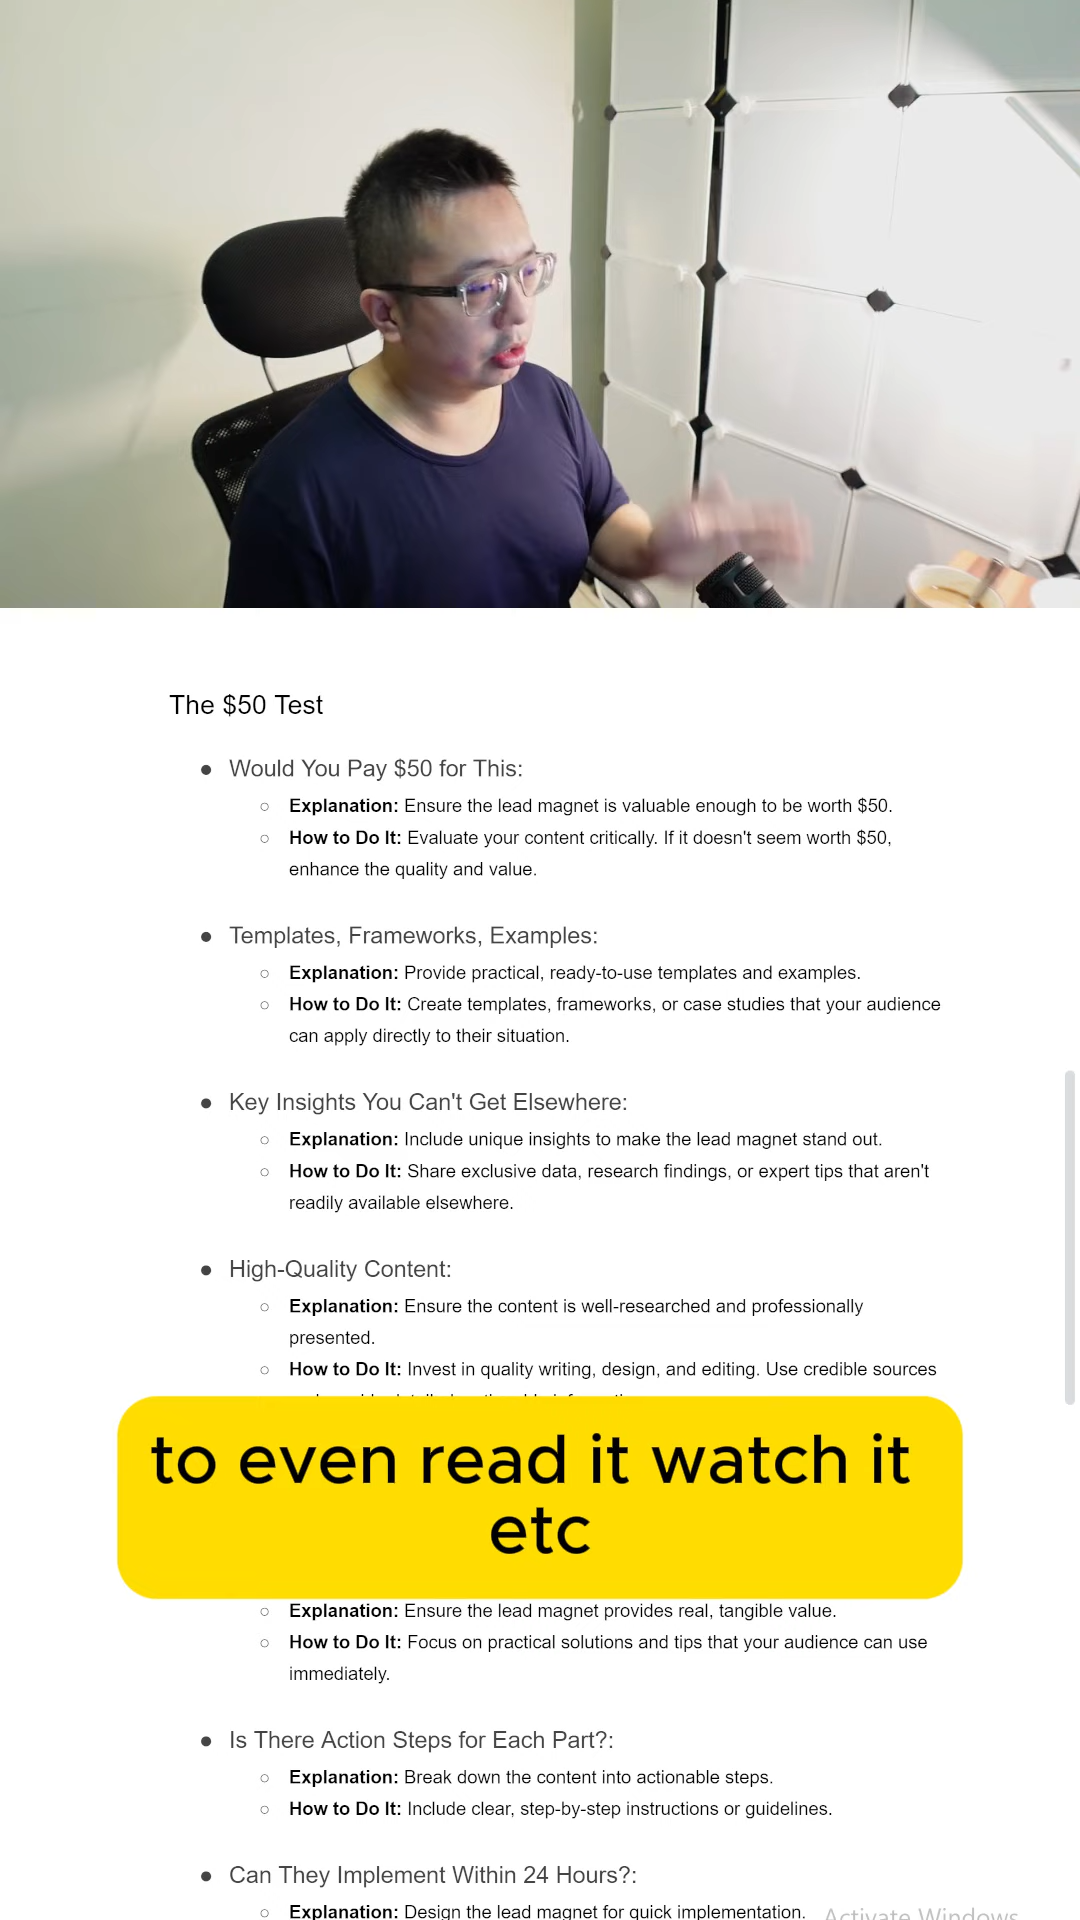 The $50 Test
● Would You Pay $50 for This:
○ Explanation: Ensure the lead magnet is valuable enough to be worth $50.
○ How to Do It: Evaluate your content critically. If it doesn't seem worth $50,
enhance the quality and value.
● Templates, Frameworks, Examples:
○ Explanation: Provide practical, ready-to-use templates and examples.
○ How to Do It: Create templates, frameworks, or case studies that your audience
can apply directly to their situation.
● Key Insights You Can't Get Elsewhere:
○ Explanation: Include unique insights to make the lead magnet stand out.
○ How to Do It: Share exclusive data, research findings, or expert tips that aren't
readily available elsewhere.
● High-Quality Content:
○ Explanation: Ensure the content is well-researched and professionally
presented.
○ How to Do It: Invest in quality writing, design, and editing. Use credible sources
to even read it watch it
etc
○ Explanation: Ensure the lead magnet provides real, tangible value.
○ How to Do It: Focus on practical solutions and tips that your audience can use
immediately.
● Is There Action Steps for Each Part?:
○ Explanation: Break down the content into actionable steps.
○ How to Do It: Include clear, step-by-step instructions or guidelines.
● Can They Implement Within 24 Hours?:
○ Explanation: Design the lead magnet for quick implementation.
Activate Windows